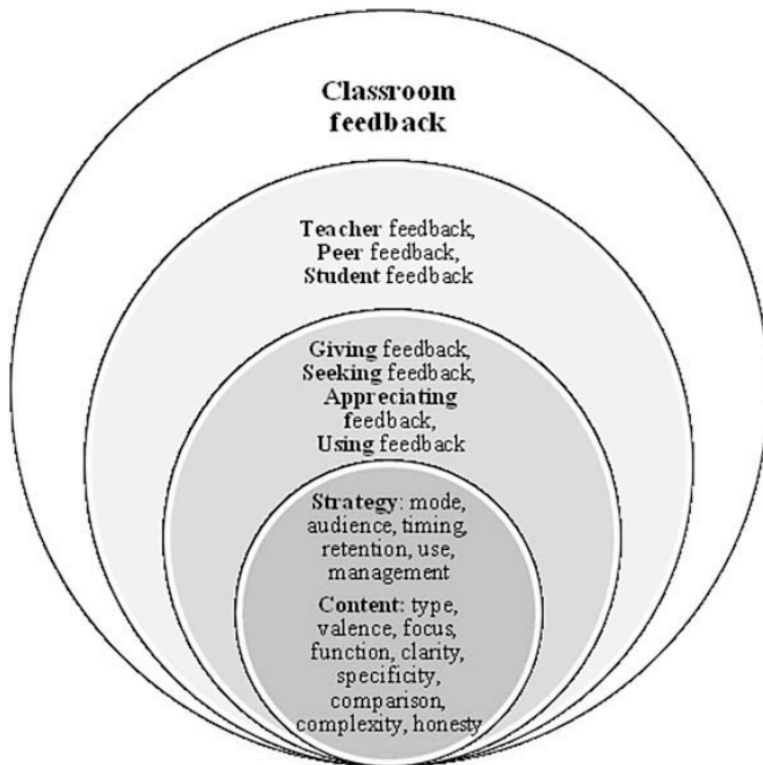 Classroom
feedback
Teacher feedback,
Peer feedback,
Student feedback
Giving feedback,
Seeking feedback,
Appreciating
feedback,
Using feedback
Strategy: mode,
audience, timing,
retention, use,
management
Content: type,
valence, focus,
function, clarity,
specificity,
comparison,
complexity, honesty